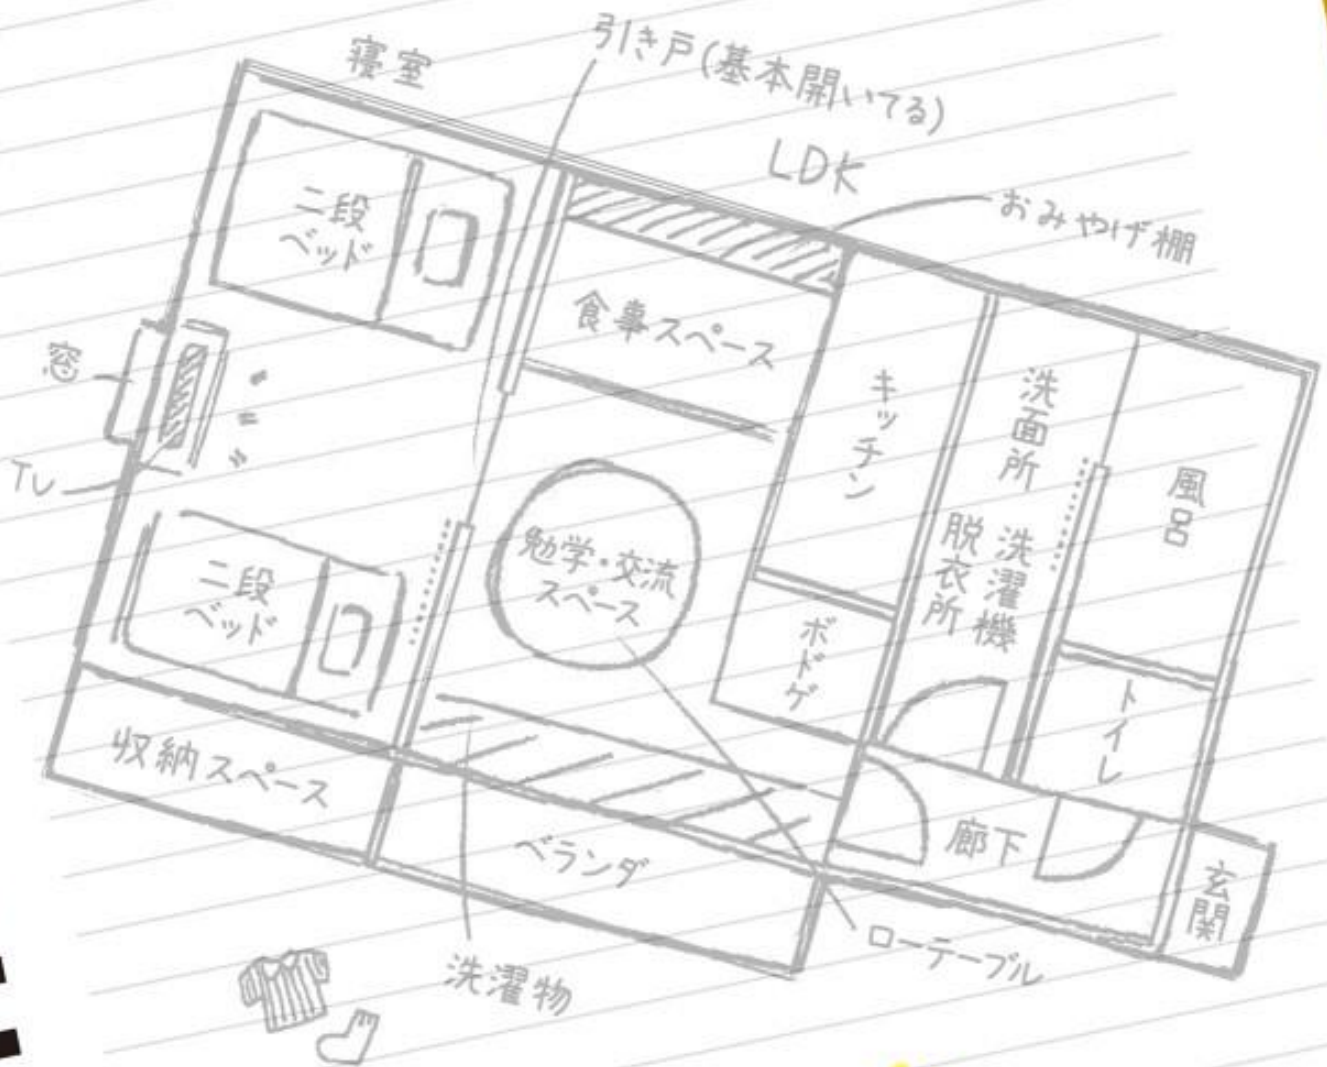 寝室
引き戸(基本開いてる)
LDK
おみやげ棚
二段
ベッド
食事スペース
窓
キッチン
洗面所
洗濯機
脱衣所
風呂
TV
勉学・交流
スペース
二段
ベッド
ボドゲ
トイレ
収納スペース
廊下
玄関
ベランダ
ローテーブル
洗濯物